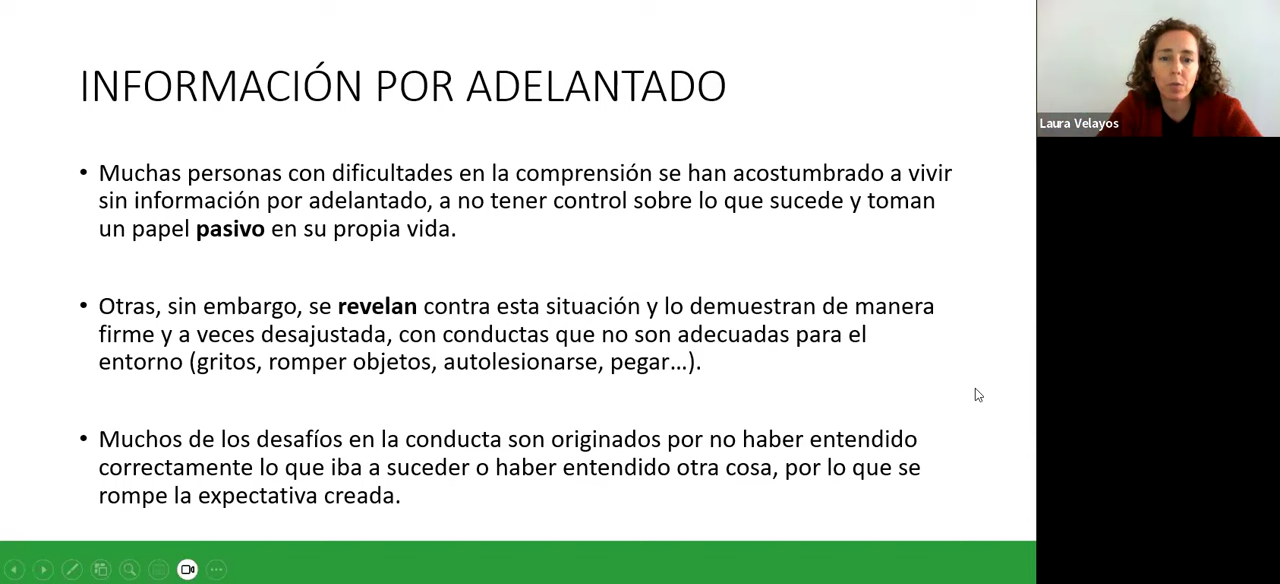 INFORMACIÓN POR ADELANTADO
• Muchas personas con dificultades en la comprensión se han acostumbrado a vivir
sin información por adelantado, a no tener control sobre lo que sucede y toman
un papel pasivo en su propia vida.
• Otras, sin embargo, se revelan contra esta situación y lo demuestran de manera
firme y a veces desajustada, con conductas que no son adecuadas para el
entorno (gritos, romper objetos, autolesionarse, pegar…).
• Muchos de los desafíos en la conducta son originados por no haber entendido
correctamente lo que iba a suceder o haber entendido otra cosa, por lo que se
rompe la expectativa creada.
Laura Velayos